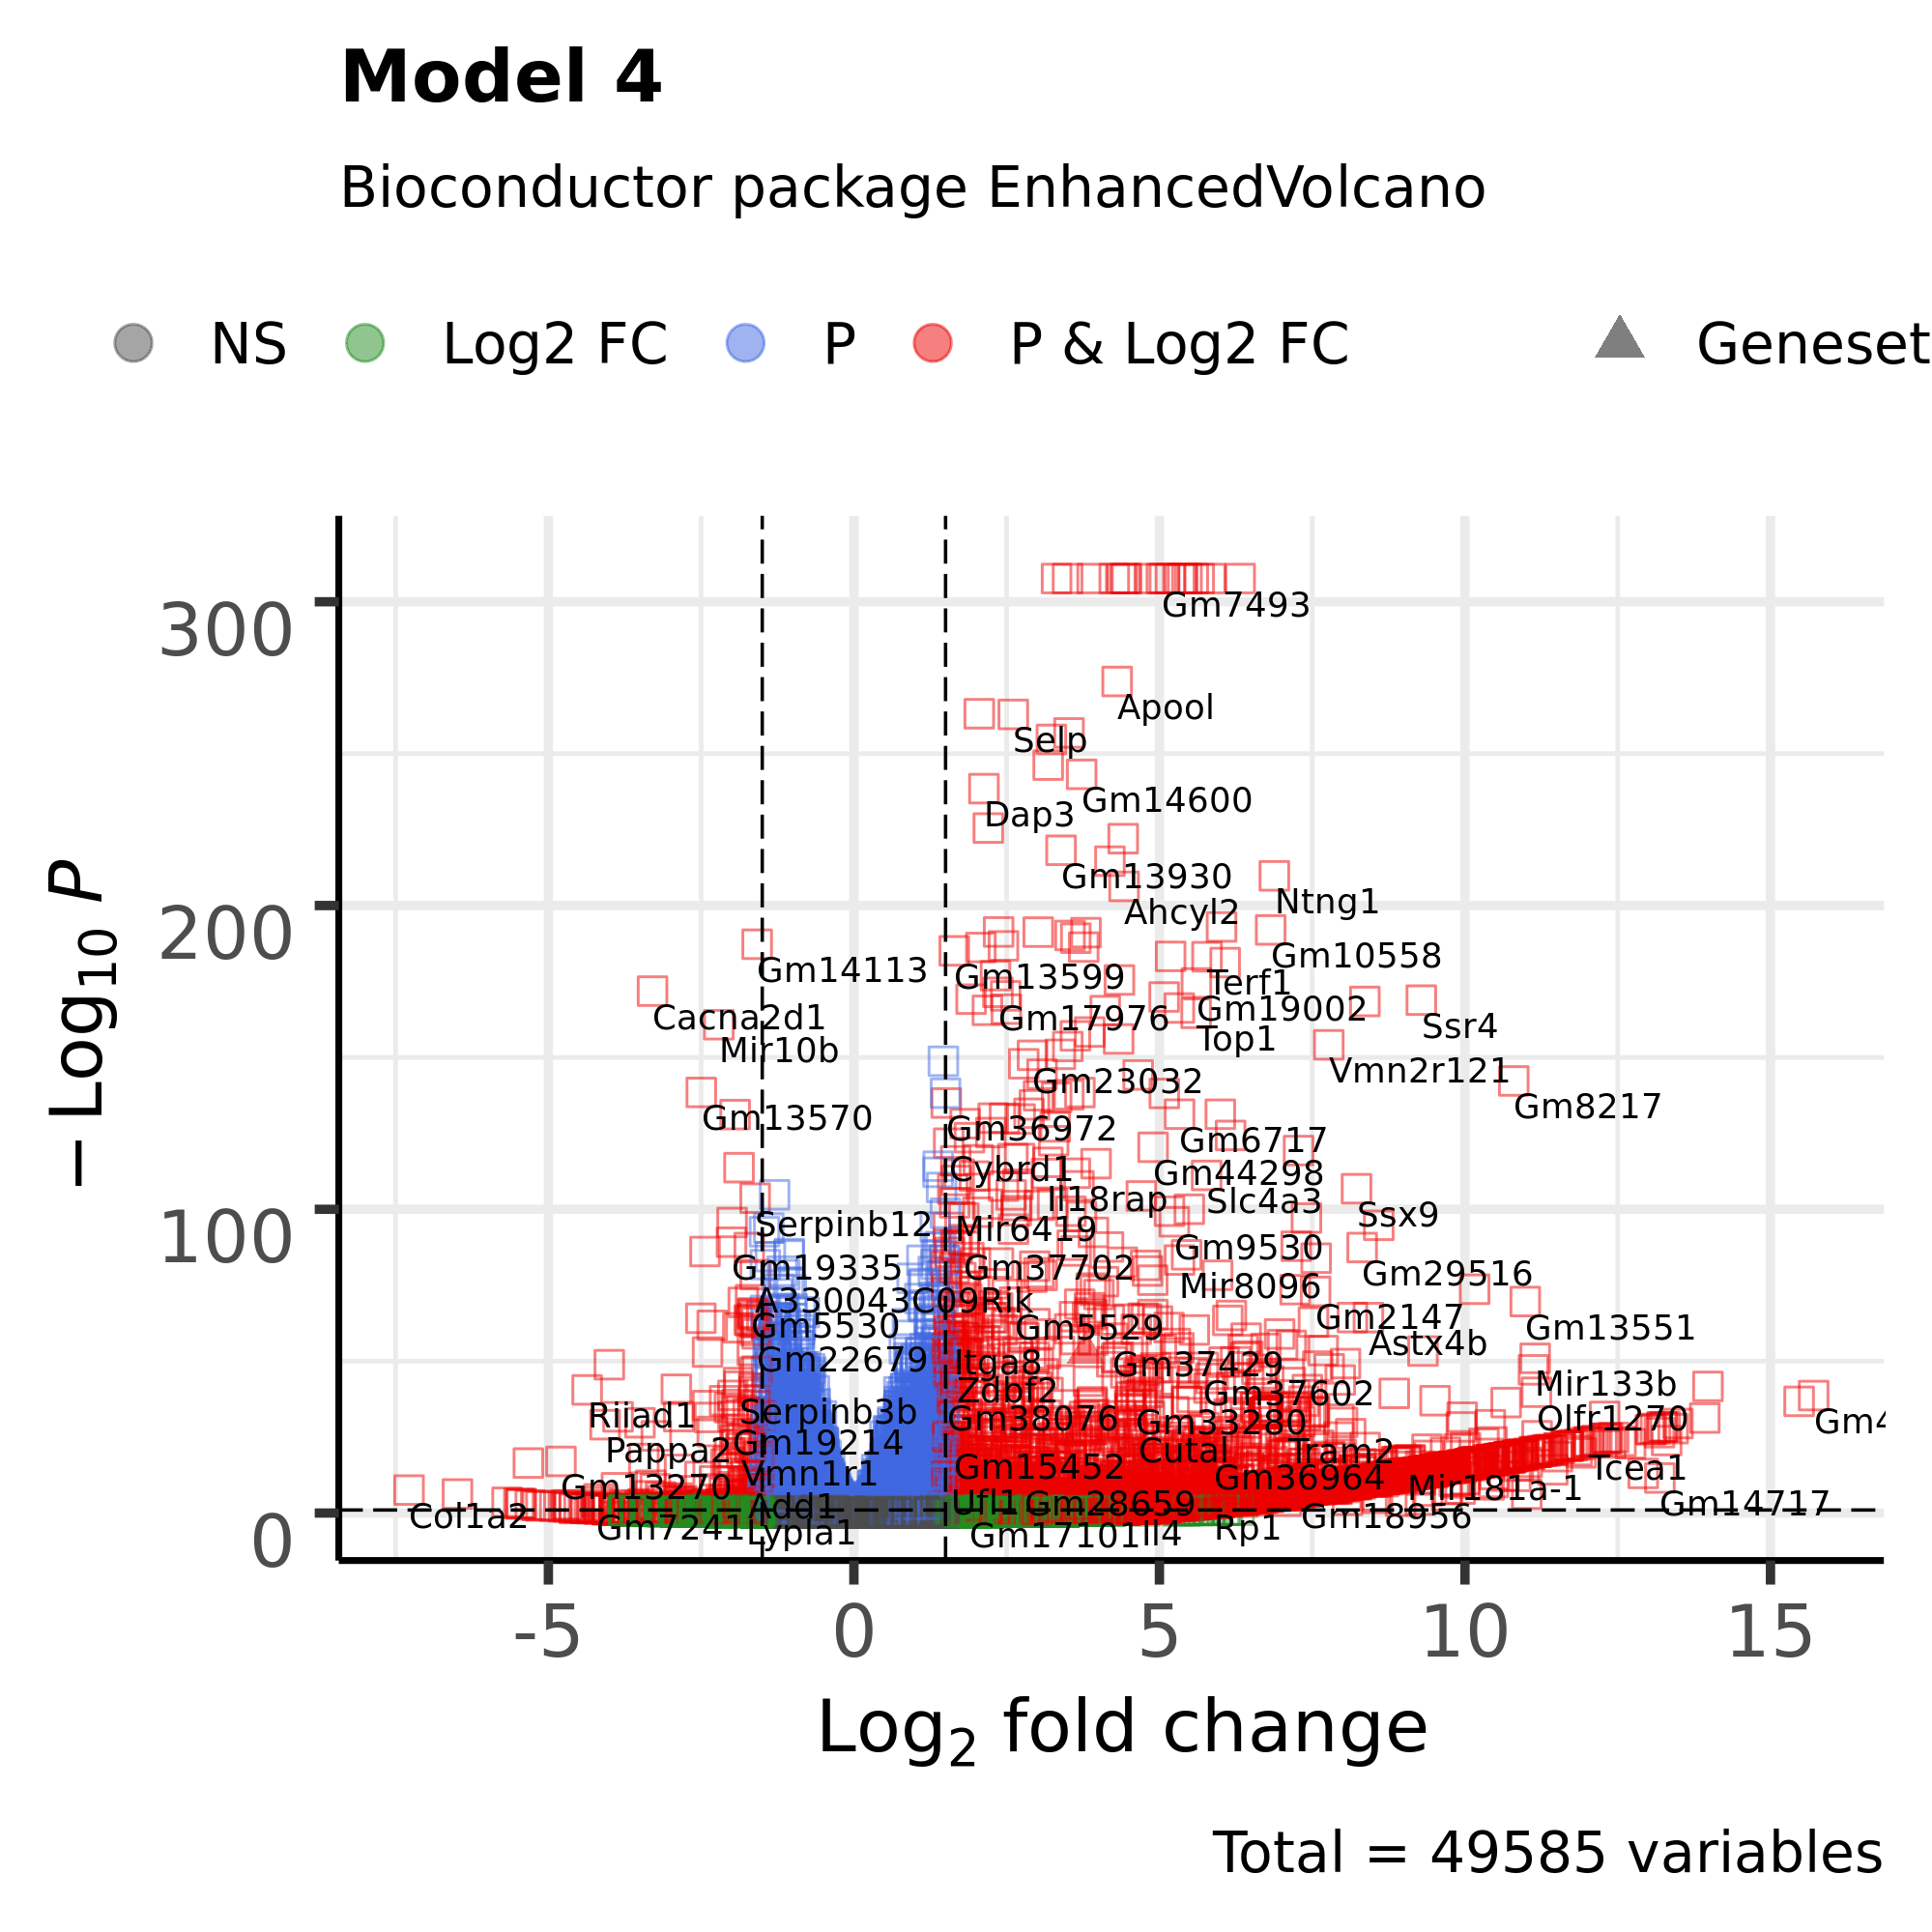 Model 4
Bioconductor package EnhancedVolcano
NS Log2 FC P P & Log2 FC Geneset
−Log10 P
300
200
100
0
Gm7493
Apool
Selp
Gm14600
Dap3
Gm13930
Ntng1
Ahcyl2
Gm10558
Gm14113
Gm13599
Terf1
Gm19002
Cacna2d1
Gm17976
Ssr4
Top1
Mir10b
Vmn2r121
Gm23032
Gm8217
Gm13570
Gm36972
Gm6717
Cybrd1
Gm44298
Il18rap
Slc4a3
Ssx9
Serpinb12
Mir6419
Gm9530
Gm19335
Gm37702
Gm29516
Mir8096
A330043C09Rik
Gm2147
Gm5530
Gm5529
Gm13551
Astx4b
Gm22679
Itga8
Gm37429
Mir133b
Zdbf2
Gm37602
Riiad1
Serpinb3b
Gm38076
Gm33280
Olfr1270
Gm4
Pappa2
Gm19214
Cutal
Tram2
Vmn1r1
Gm15452
Tcea1
Gm36964
Gm13270
Mir181a-1
Add1
Ufl1
Gm28659
Gm14717
Col1a2
Gm18956
Gm7241
Lypla1
Gm17101
Il4
Rp1
-5 0 5 10 15
Log2 fold change
Total = 49585 variables